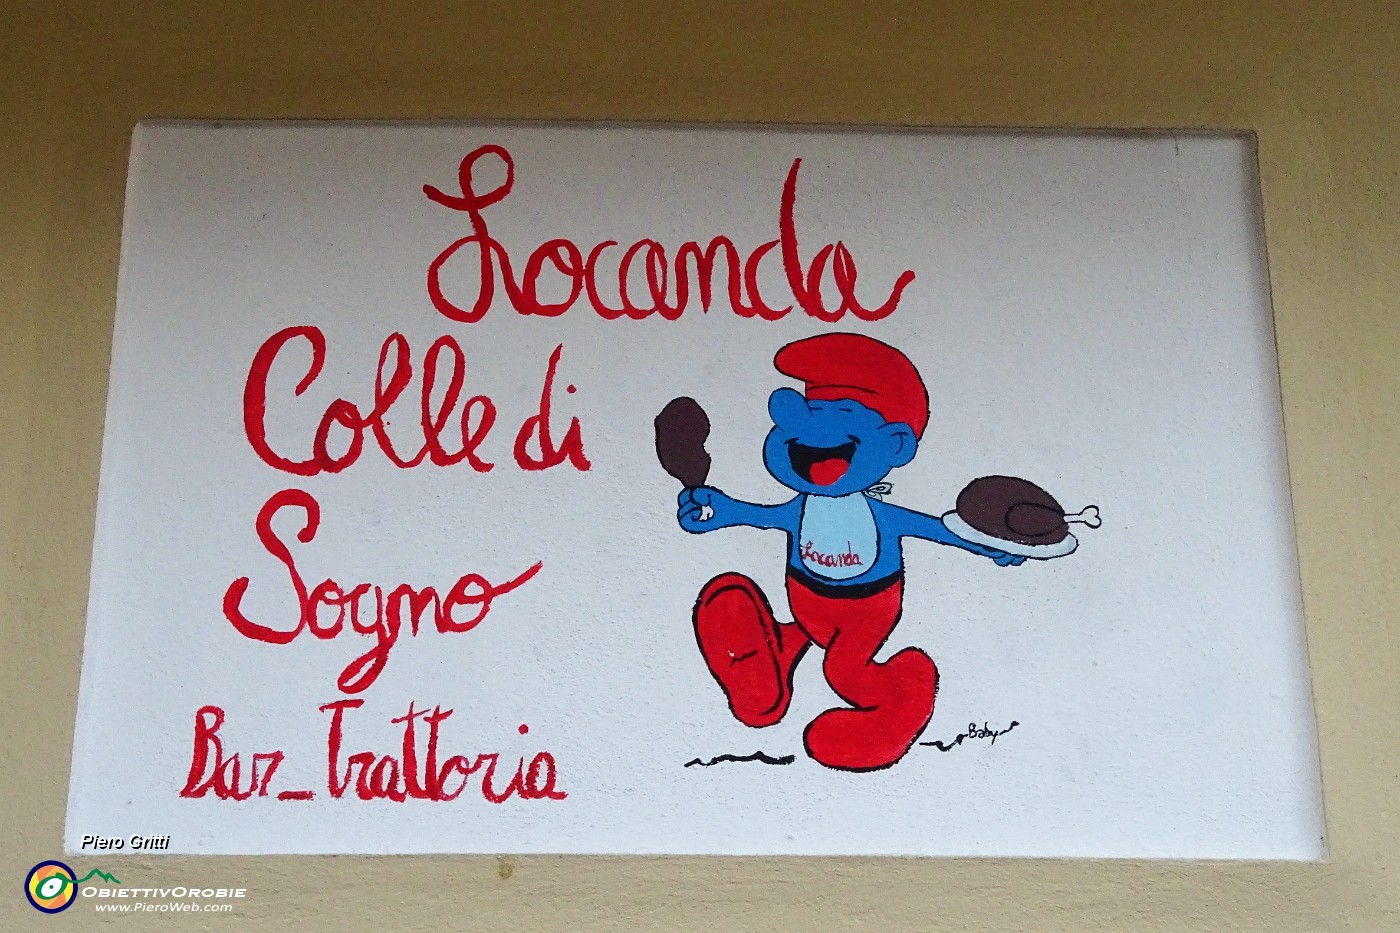 Locanda
Colle di
Sogno
Bar_Trattoria
Locanda
Baby
Piero Gritti
ObiettivOrobie
www.PieroWeb.com